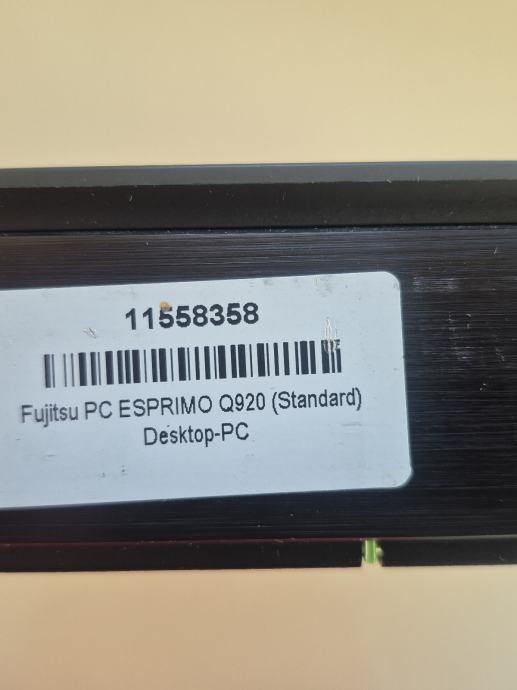 11558358
Fujitsu PC ESPRIMO Q920 (Standard)
Desktop-PC